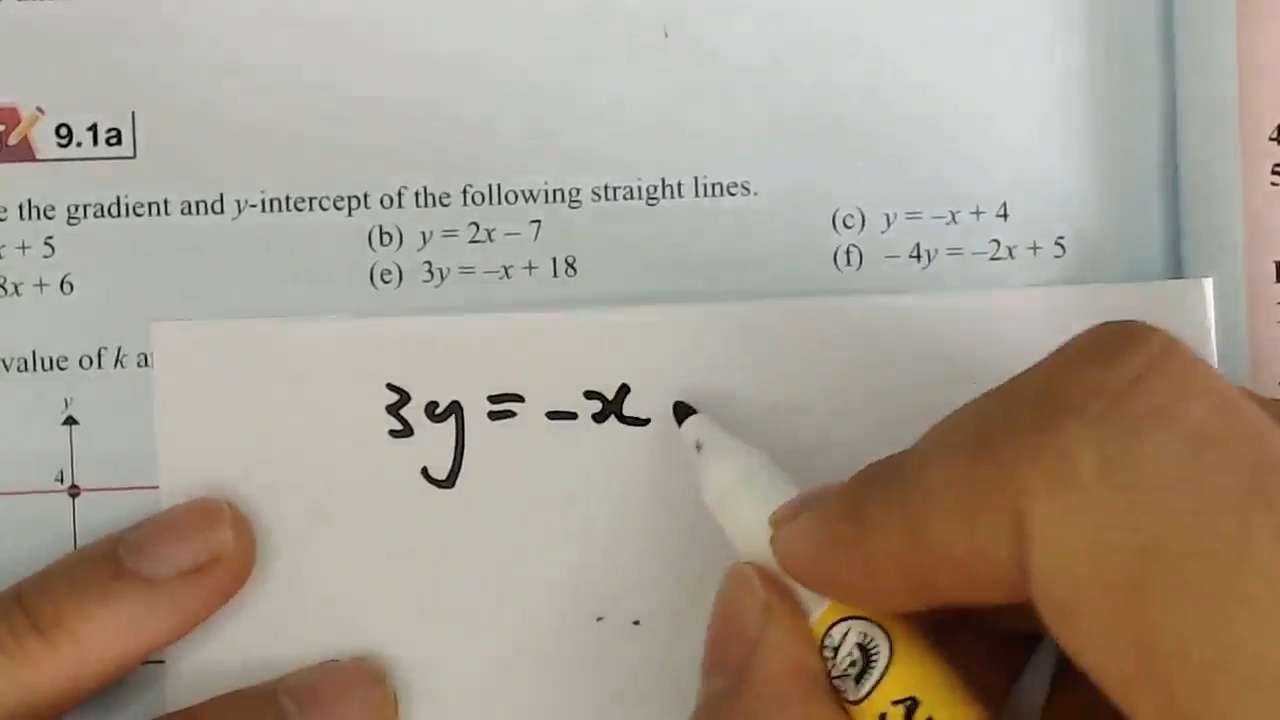 9.1a
the gradient and y-intercept of the following straight lines.
+ 5 (b) y = 2x – 7 (c) y = –x + 4
x + 6 (e) 3y = –x + 18 (f) – 4y = –2x + 5
value of k
y
4
3y = -x